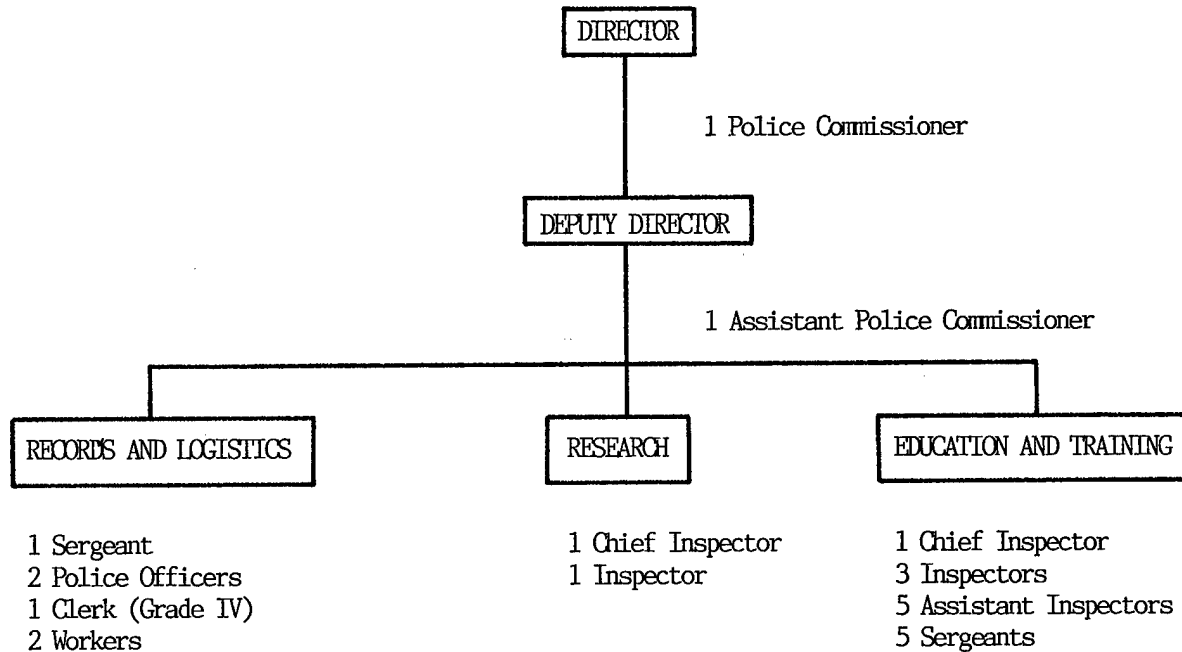 DIRECTOR
1 Police Commissioner
DEPUTY DIRECTOR
1 Assistant Police Commissioner
RECORDS AND LOGISTICS
1 Sergeant
2 Police Officers
1 Clerk (Grade IV)
2 Workers
RESEARCH
1 Chief Inspector
1 Inspector
EDUCATION AND TRAINING
1 Chief Inspector
3 Inspectors
5 Assistant Inspectors
5 Sergeants